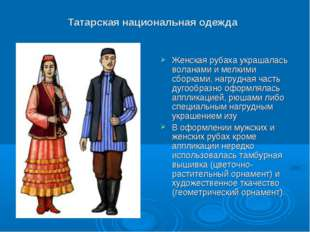 Татарская национальная одежда
Женская рубаха украшалась
воланами и мелкими
сборками, нагрудная часть
дугообразно оформлялась
аппликацией, рюшами либо
специальным нагрудным
украшением изу
В оформлении мужских и
женских рубах кроме
аппликации нередко
использовалась тамбурная
вышивка (цветочно-
растительный орнамент) и
художественное ткачество
(геометрический орнамент)